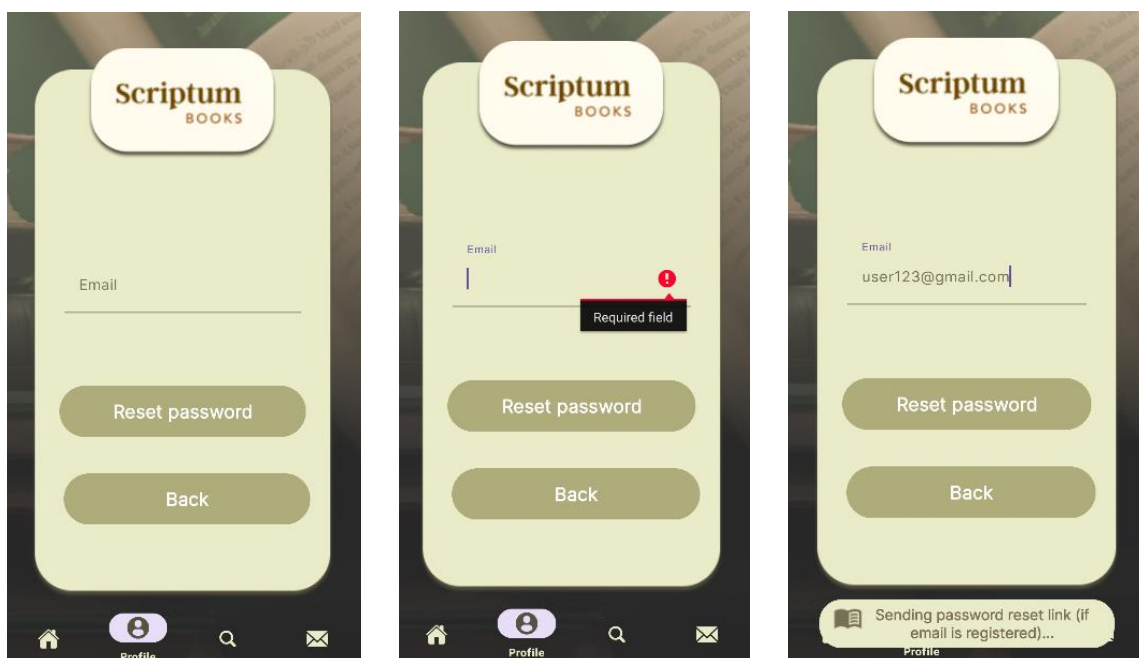 Scriptum
BOOKS
Email
Reset password
Back
Profile
Scriptum
BOOKS
Email
Required field
Reset password
Back
Profile
Scriptum
BOOKS
Email
user123@gmail.com
Reset password
Back
Sending password reset link (if
email is registered)...
Profile